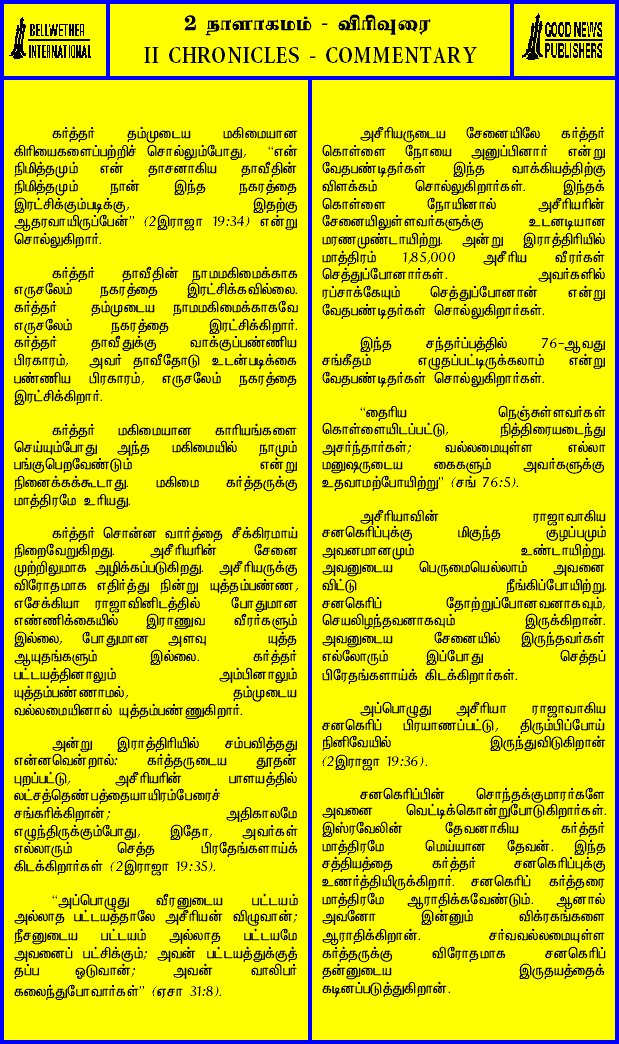 BELLWETHER
INTERNATIONAL
2 நாளாகமம் - விரிவுரை
II CHRONICLES - COMMENTARY
GOOD NEWS
PUBLISHERS
கர்த்தர் தம்முடைய மகிமையான
கிரியைகளைப்பற்றிச் சொல்லும்போது, “என்
நிமித்தமும் என் தாசனாகிய தாவீதின்
நிமித்தமும் நான் இந்த நகரத்தை
இரட்சிக்கும்படிக்கு, இதற்கு
ஆதரவாயிருப்பேன்” (2இராஜா 19:34) என்று
சொல்லுகிறார்.
கர்த்தர் தாவீதின் நாமமகிமைக்காக
எருசலேம் நகரத்தை இரட்சிக்கவில்லை.
கர்த்தர் தம்முடைய நாமமகிமைக்காகவே
எருசலேம் நகரத்தை இரட்சிக்கிறார்.
கர்த்தர் தாவீதுக்கு வாக்குப்பண்ணிய
பிரகாரம், அவர் தாவீதோடு உடன்படிக்கை
பண்ணிய பிரகாரம், எருசலேம் நகரத்தை
இரட்சிக்கிறார்.
கர்த்தர் மகிமையான காரியங்களை
செய்யும்போது அந்த மகிமையில் நாமும்
பங்குபெறவேண்டும் என்று
நினைக்கக்கூடாது. மகிமை கர்த்தருக்கு
மாத்திரமே உரியது.
கர்த்தர் சொன்ன வார்த்தை சீக்கிரமாய்
நிறைவேறுகிறது. அசீரியரின் சேனை
முற்றிலுமாக அழிக்கப்படுகிறது. அசீரியருக்கு
விரோதமாக எதிர்த்து நின்று யுத்தம்பண்ண,
எசேக்கியா ராஜாவினிடத்தில் போதுமான
எண்ணிக்கையில் இராணுவ வீரர்களும்
இல்லை, போதுமான அளவு யுத்த
ஆயுதங்களும் இல்லை. கர்த்தர்
பட்டயத்தினாலும் அம்பினாலும்
யுத்தம்பண்ணாமல், தம்முடைய
வல்லமையினால் யுத்தம்பண்ணுகிறார்.
அன்று இராத்திரியில் சம்பவித்தது
என்னவென்றால்: கர்த்தருடைய தூதன்
புறப்பட்டு, அசீரியரின் பாளயத்தில்
லட்சத்தெண்பத்தையாயிரம்பேரைச்
சங்கரிக்கிறான்; அதிகாலமே
எழுந்திருக்கும்போது, இதோ, அவர்கள்
எல்லாரும் செத்த பிரதேங்களாய்க்
கிடக்கிறார்கள் (2இராஜா 19:35).
“அப்பொழுது வீரனுடைய பட்டயம்
அல்லாத பட்டயத்தாலே அசீரியன் விழுவான்;
நீசனுடைய பட்டயம் அல்லாத பட்டயமே
அவனைப் பட்சிக்கும்; அவன் பட்டயத்துக்குத்
தப்ப ஓடுவான்; அவன் வாலிபர்
கலைந்துபோவார்கள்” (ஏசா 31:8).
அசீரியருடைய சேனையிலே கர்த்தர்
கொள்ளை நோயை அனுப்பினார் என்று
வேதபண்டிதர்கள் இந்த வாக்கியத்திற்கு
விளக்கம் சொல்லுகிறார்கள். இந்தக்
கொள்ளை நோயினால் அசீரியரின்
சேனையிலுள்ளவர்களுக்கு உடனடியான
மரணமுண்டாயிற்று. அன்று இராத்திரியில்
மாத்திரம் 1,85,000 அசீரிய வீரர்கள்
செத்துப்போனார்கள். அவர்களில்
ரப்சாக்கேயும் செத்துப்போனான் என்று
வேதபண்டிதர்கள் சொல்லுகிறார்கள்.
இந்த சந்தர்ப்பத்தில் 76-ஆவது
சங்கீதம் எழுதப்பட்டிருக்கலாம் என்று
வேதபண்டிதர்கள் சொல்லுகிறார்கள்.
“தைரிய நெஞ்சுள்ளவர்கள்
கொள்ளையிடப்பட்டு, நித்திரையடைந்து
அசர்ந்தார்கள்; வல்லமையுள்ள எல்லா
மனுஷருடைய கைகளும் அவர்களுக்கு
உதவாமற்போயிற்று” (சங் 76:5).
அசீரியாவின் ராஜாவாகிய
சனகெரிப்புக்கு மிகுந்த குழப்பமும்
அவனமானமும் உண்டாயிற்று.
அவனுடைய பெருமையெல்லாம் அவனை
விட்டு நீங்கிப்போயிற்று.
சனகெரிப் தோற்றுப்போனவனாகவும்,
செயலிழந்தவனாகவும் இருக்கிறான்.
அவனுடைய சேனையில் இருந்தவர்கள்
எல்லோரும் இப்போது செத்தப்
பிரேதங்களாய்க் கிடக்கிறார்கள்.
அப்பொழுது அசீரியா ராஜாவாகிய
சனகெரிப் பிரயாணப்பட்டு, திரும்பிப்போய்
நினிவேயில் இருந்துவிடுகிறான்
(2இராஜா 19:36).
சனகெரிப்பின் சொந்தக்குமாரர்களே
அவனை வெட்டிக்கொன்றுபோடுகிறார்கள்.
இஸ்ரவேலின் தேவனாகிய கர்த்தர்
மாத்திரமே மெய்யான தேவன். இந்த
சத்தியத்தை கர்த்தர் சனகெரிப்புக்கு
உணர்த்தியிருக்கிறார். சனகெரிப் கர்த்தரை
மாத்திரமே ஆராதிக்கவேண்டும். ஆனால்
அவனோ இன்னும் விக்ரகங்களை
ஆராதிக்கிறான். சர்வவல்லமையுள்ள
கர்த்தருக்கு விரோதமாக சனகெரிப்
தன்னுடைய இருதயத்தைக்
கடினப்படுத்துகிறான்.